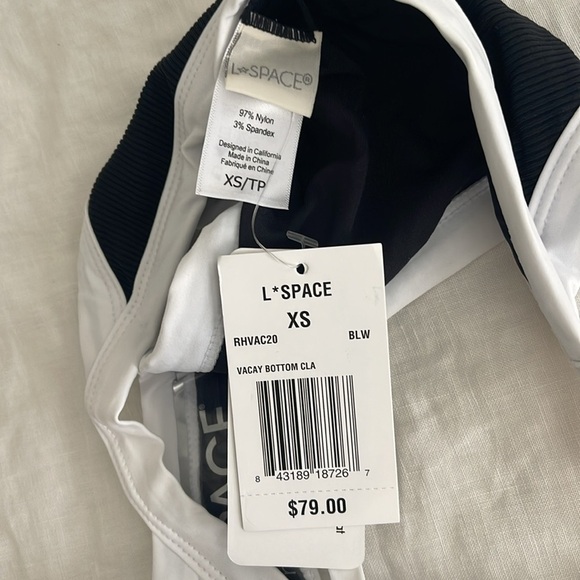 L*SPACE®
97% Nylon
3% Spandex
Designed in California
Made in China
Fabriqué en Chine
XS/TP
L*SPACE
XS
RHVAC20 BLW
VACAY BOTTOM CLA
8 43189 18726 7
$79.00